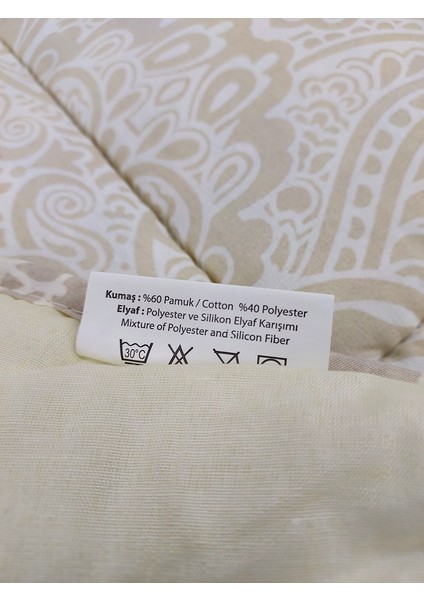 Kumaş : %60 Pamuk / Cotton %40 Polyester
Elyaf : Polyester ve Silikon Elyaf Karışımı
Mixture of Polyester and Silicon Fiber
30°C